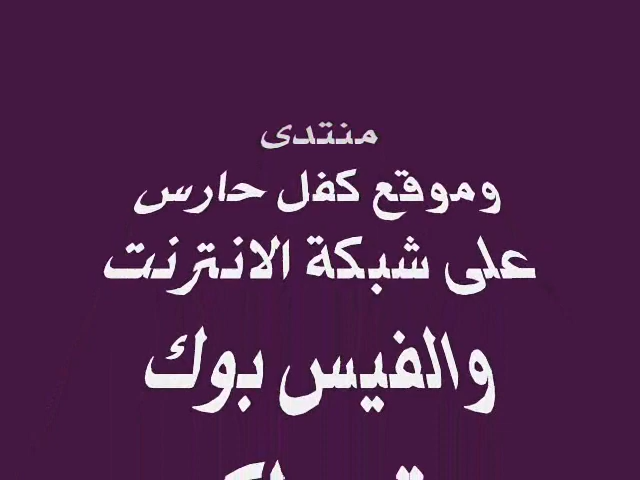 منتدى
وموقع كفل حارس
على شبكة الانترنت
والفيس بوك